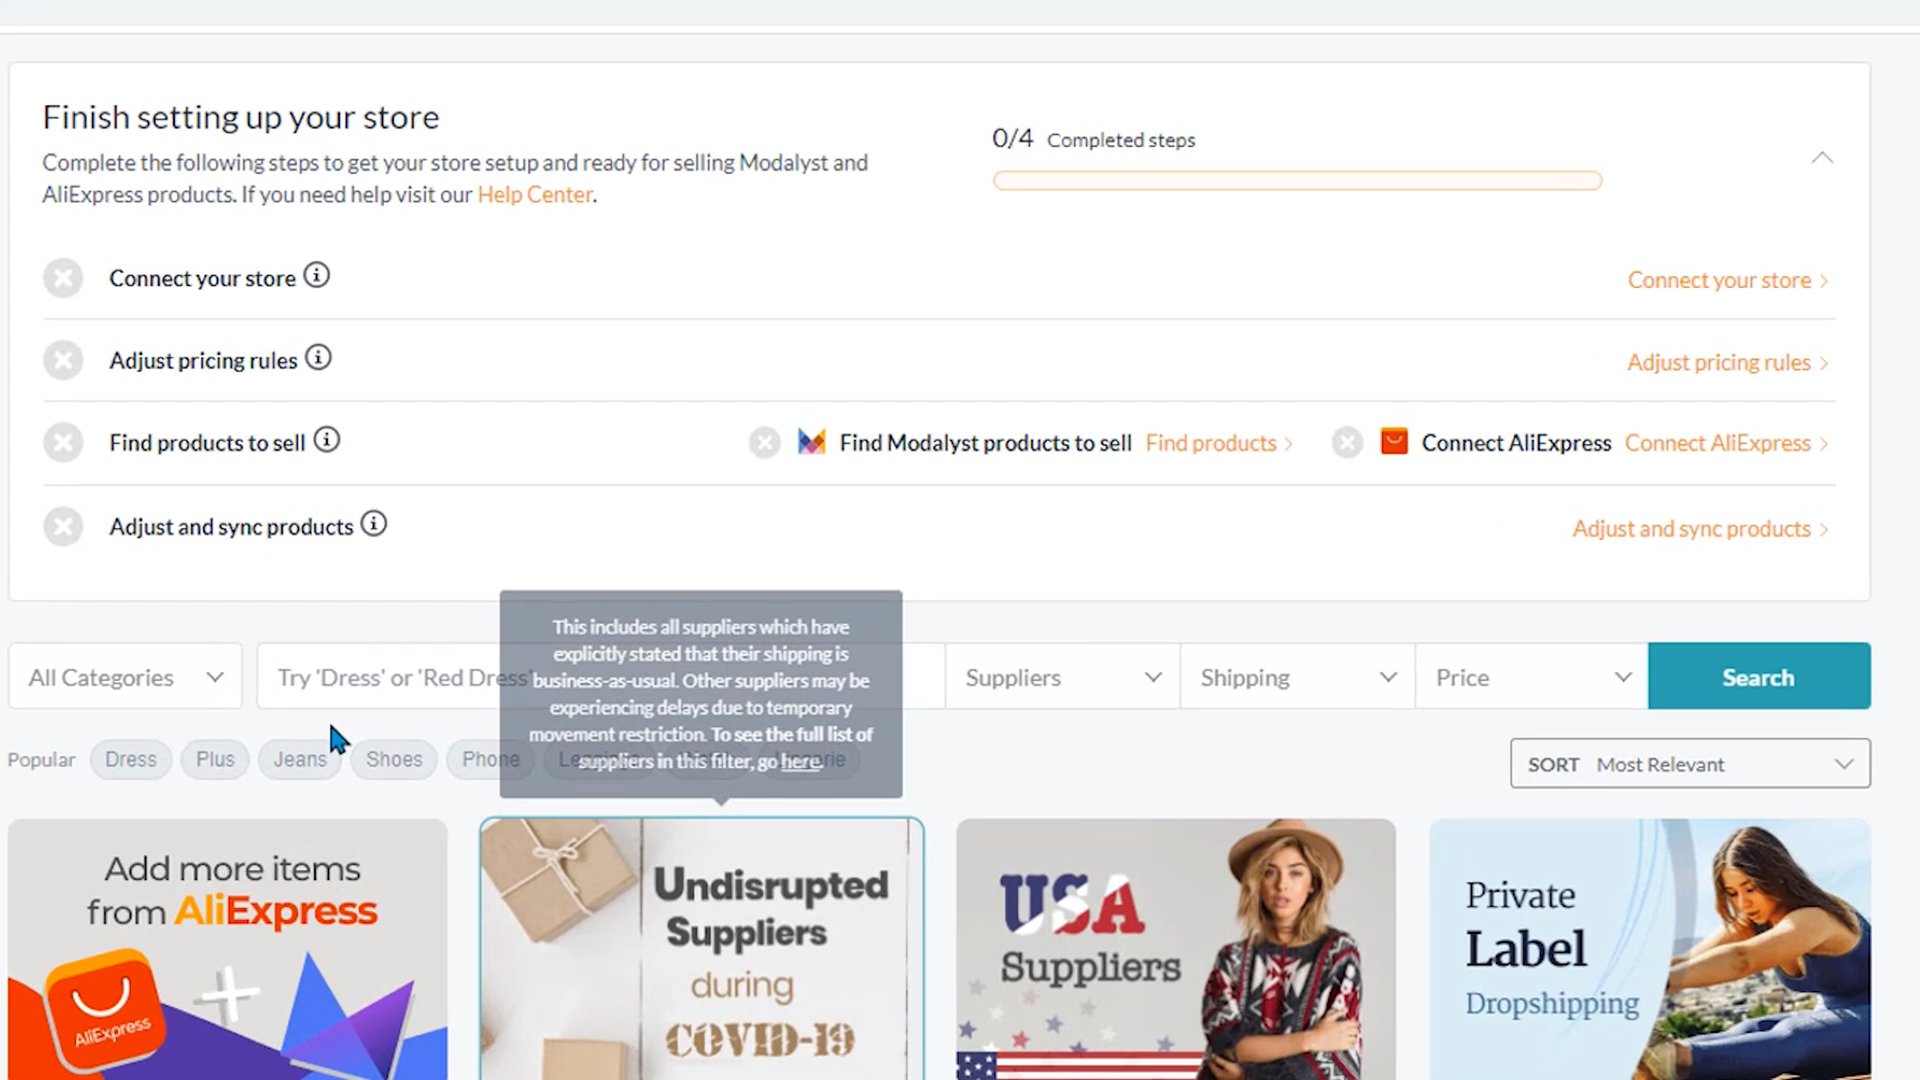 Finish setting up your store
Complete the following steps to get your store setup and ready for selling Modalyst and
AliExpress products. If you need help visit our Help Center.
0/4 Completed steps
Connect your store
Connect your store
Adjust pricing rules
Adjust pricing rules
Find products to sell
Find Modalyst products to sell Find products
Connect AliExpress Connect AliExpress
Adjust and sync products
Adjust and sync products
This includes all suppliers which have
explicitly stated that their shipping is
business-as-usual. Other suppliers may be
experiencing delays due to temporary
movement restriction. To see the full list of
suppliers in this filter, go here.
All Categories
Try 'Dress' or 'Red Dress'
Suppliers
Shipping
Price
Search
Popular Dress Plus Jeans Shoes Phone
SORT Most Relevant
Add more items
from AliExpress
AliExpress
Undisrupted
Suppliers
during
COVID-19
USA
Suppliers
Private
Label
Dropshipping